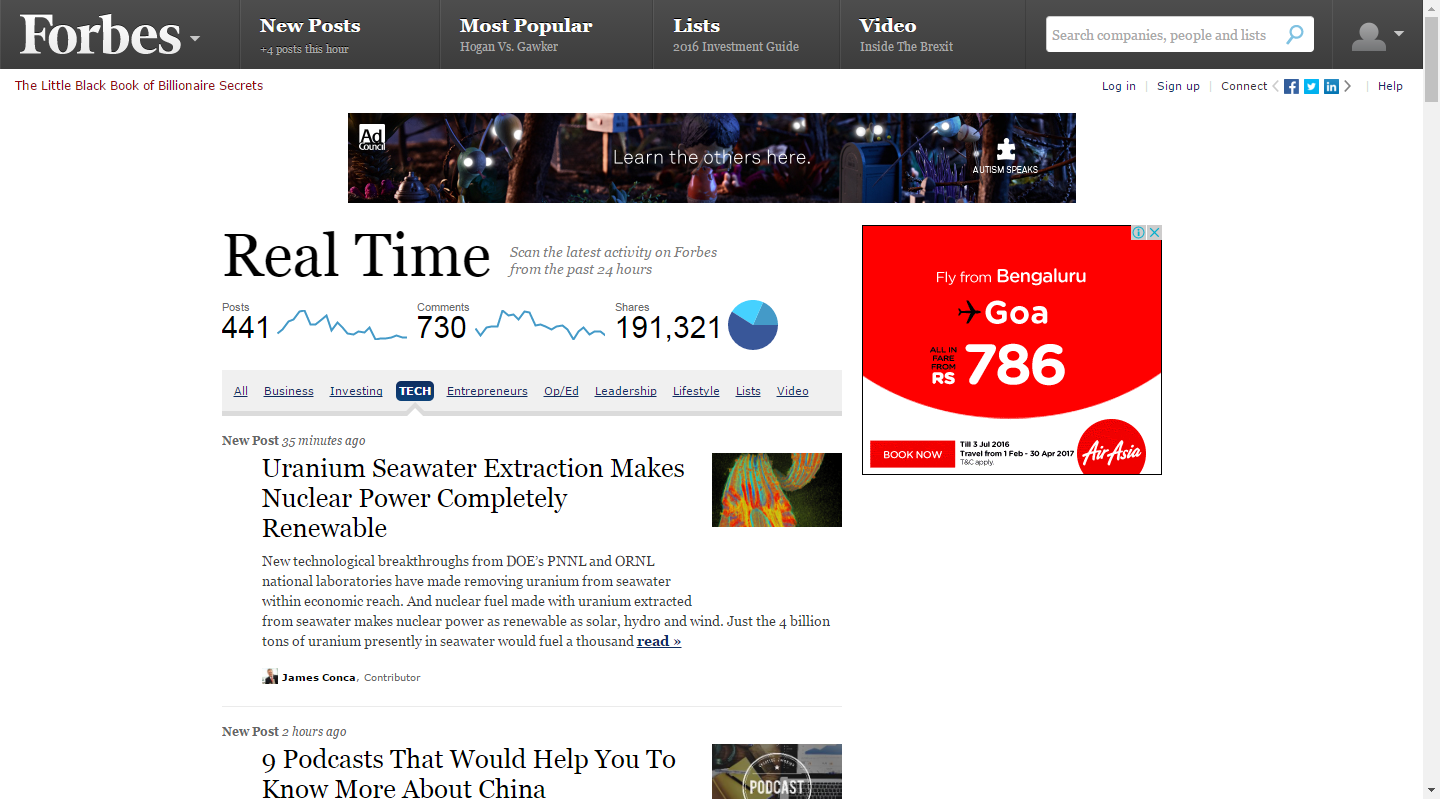 Forbes
New Posts
+4 posts this hour
Most Popular
Hogan Vs. Gawker
Lists
2016 Investment Guide
Video
Inside The Brexit
Search companies, people and lists
The Little Black Book of Billionaire Secrets
Log in
Sign up
Connect
Help
Ad
Council
Learn the others here.
AUTISM SPEAKS
Real Time
Scan the latest activity on Forbes
from the past 24 hours
Posts
441
Comments
730
Shares
191,321
All Business Investing TECH Entrepreneurs Op/Ed Leadership Lifestyle Lists Video
New Post 35 minutes ago
Uranium Seawater Extraction Makes
Nuclear Power Completely
Renewable
New technological breakthroughs from DOE’s PNNL and ORNL
national laboratories have made removing uranium from seawater
within economic reach. And nuclear fuel made with uranium extracted
from seawater makes nuclear power as renewable as solar, hydro and wind. Just the 4 billion
tons of uranium presently in seawater would fuel a thousand read »
James Conca, Contributor
New Post 2 hours ago
9 Podcasts That Would Help You To
Know More About China
PODCAST
Fly from Bengaluru
Goa
ALL IN
FARE
FROM
RS 786
BOOK NOW
Till 3 Jul 2016
Travel from 1 Feb - 30 Apr 2017
T&C apply.
AirAsia